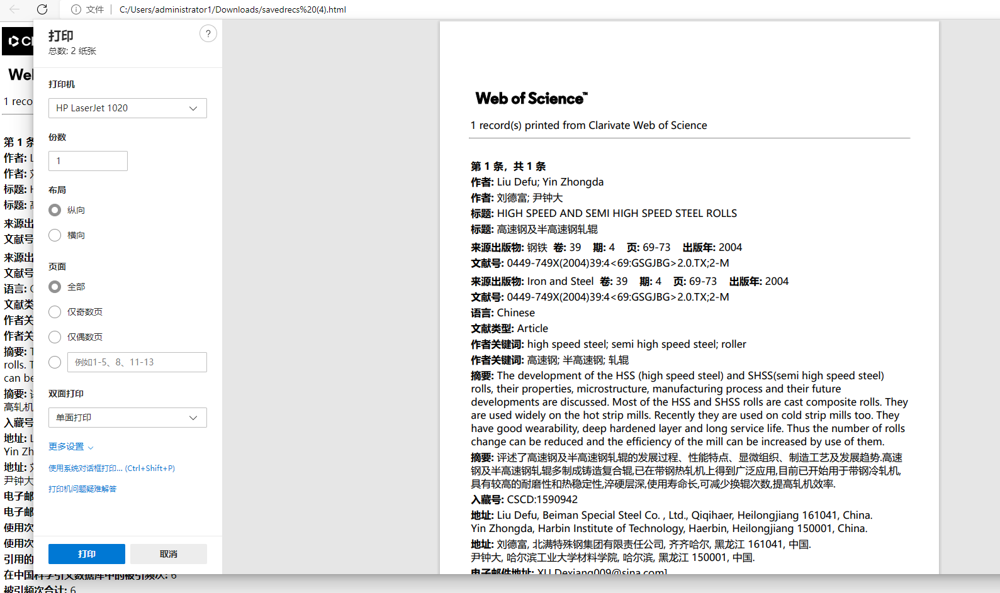 文件 C:/Users/administrator1/Downloads/savedrecs%20(4).html
打印
?
总数: 2 纸张
打印机
HP LaserJet 1020
份数
1
布局
纵向
横向
页面
全部
仅奇数页
仅偶数页
例如1-5、8、11-13
双面打印
单面打印
更多设置
使用系统对话框打印... (Ctrl+Shift+P)
打印机问题疑难解答
打印
取消
1 reco
第 1 条
作者:
作者:
标题:
标题:
来源出
文献号
来源出
文献号
语言:
文献类
作者关
作者关
摘要:
rolls. T
can be
摘要:
高轧机
入藏号
地址:
Yin Zh
地址:
尹钟大
电子邮
电子邮
使用次
使用次
引用的
在中国科学引文数据库中的被引频次: 6
被引频次合计: 6
Web of Science™
1 record(s) printed from Clarivate Web of Science
第 1 条，共 1 条
作者: Liu Defu; Yin Zhongda
作者: 刘德富; 尹钟大
标题: HIGH SPEED AND SEMI HIGH SPEED STEEL ROLLS
标题: 高速钢及半高速钢轧辊
来源出版物: 钢铁 卷: 39 期: 4 页: 69-73 出版年: 2004
文献号: 0449-749X(2004)39:4<69:GSGJBG>2.0.TX;2-M
来源出版物: Iron and Steel 卷: 39 期: 4 页: 69-73 出版年: 2004
文献号: 0449-749X(2004)39:4<69:GSGJBG>2.0.TX;2-M
语言: Chinese
文献类型: Article
作者关键词: high speed steel; semi high speed steel; roller
作者关键词: 高速钢; 半高速钢; 轧辊
摘要: The development of the HSS (high speed steel) and SHSS(semi high speed steel)
rolls, their properties, microstructure, manufacturing process and their future
developments are discussed. Most of the HSS and SHSS rolls are cast composite rolls. They
are used widely on the hot strip mills. Recently they are used on cold strip mills too. They
have good wearability, deep hardened layer and long service life. Thus the number of rolls
change can be reduced and the efficiency of the mill can be increased by use of them.
摘要: 评述了高速钢及半高速钢轧辊的发展过程、性能特点、显微组织、制造工艺及发展趋势.高速
钢及半高速钢轧辊多制成铸造复合辊,已在带钢热轧机上得到广泛应用,目前已开始用于带钢冷轧机,
具有较高的耐磨性和热稳定性,淬硬层深,使用寿命长,可减少换辊次数,提高轧机效率.
入藏号: CSCD:1590942
地址: Liu Defu, Beiman Special Steel Co. , Ltd., Qiqihaer, Heilongjiang 161041, China.
Yin Zhongda, Harbin Institute of Technology, Haerbin, Heilongjiang 150001, China.
地址: 刘德富, 北满特殊钢集团有限责任公司, 齐齐哈尔, 黑龙江 161041, 中国.
尹钟大, 哈尔滨工业大学材料学院, 哈尔滨, 黑龙江 150001, 中国.
电子邮件地址: XU Dexiang009@sina.com]